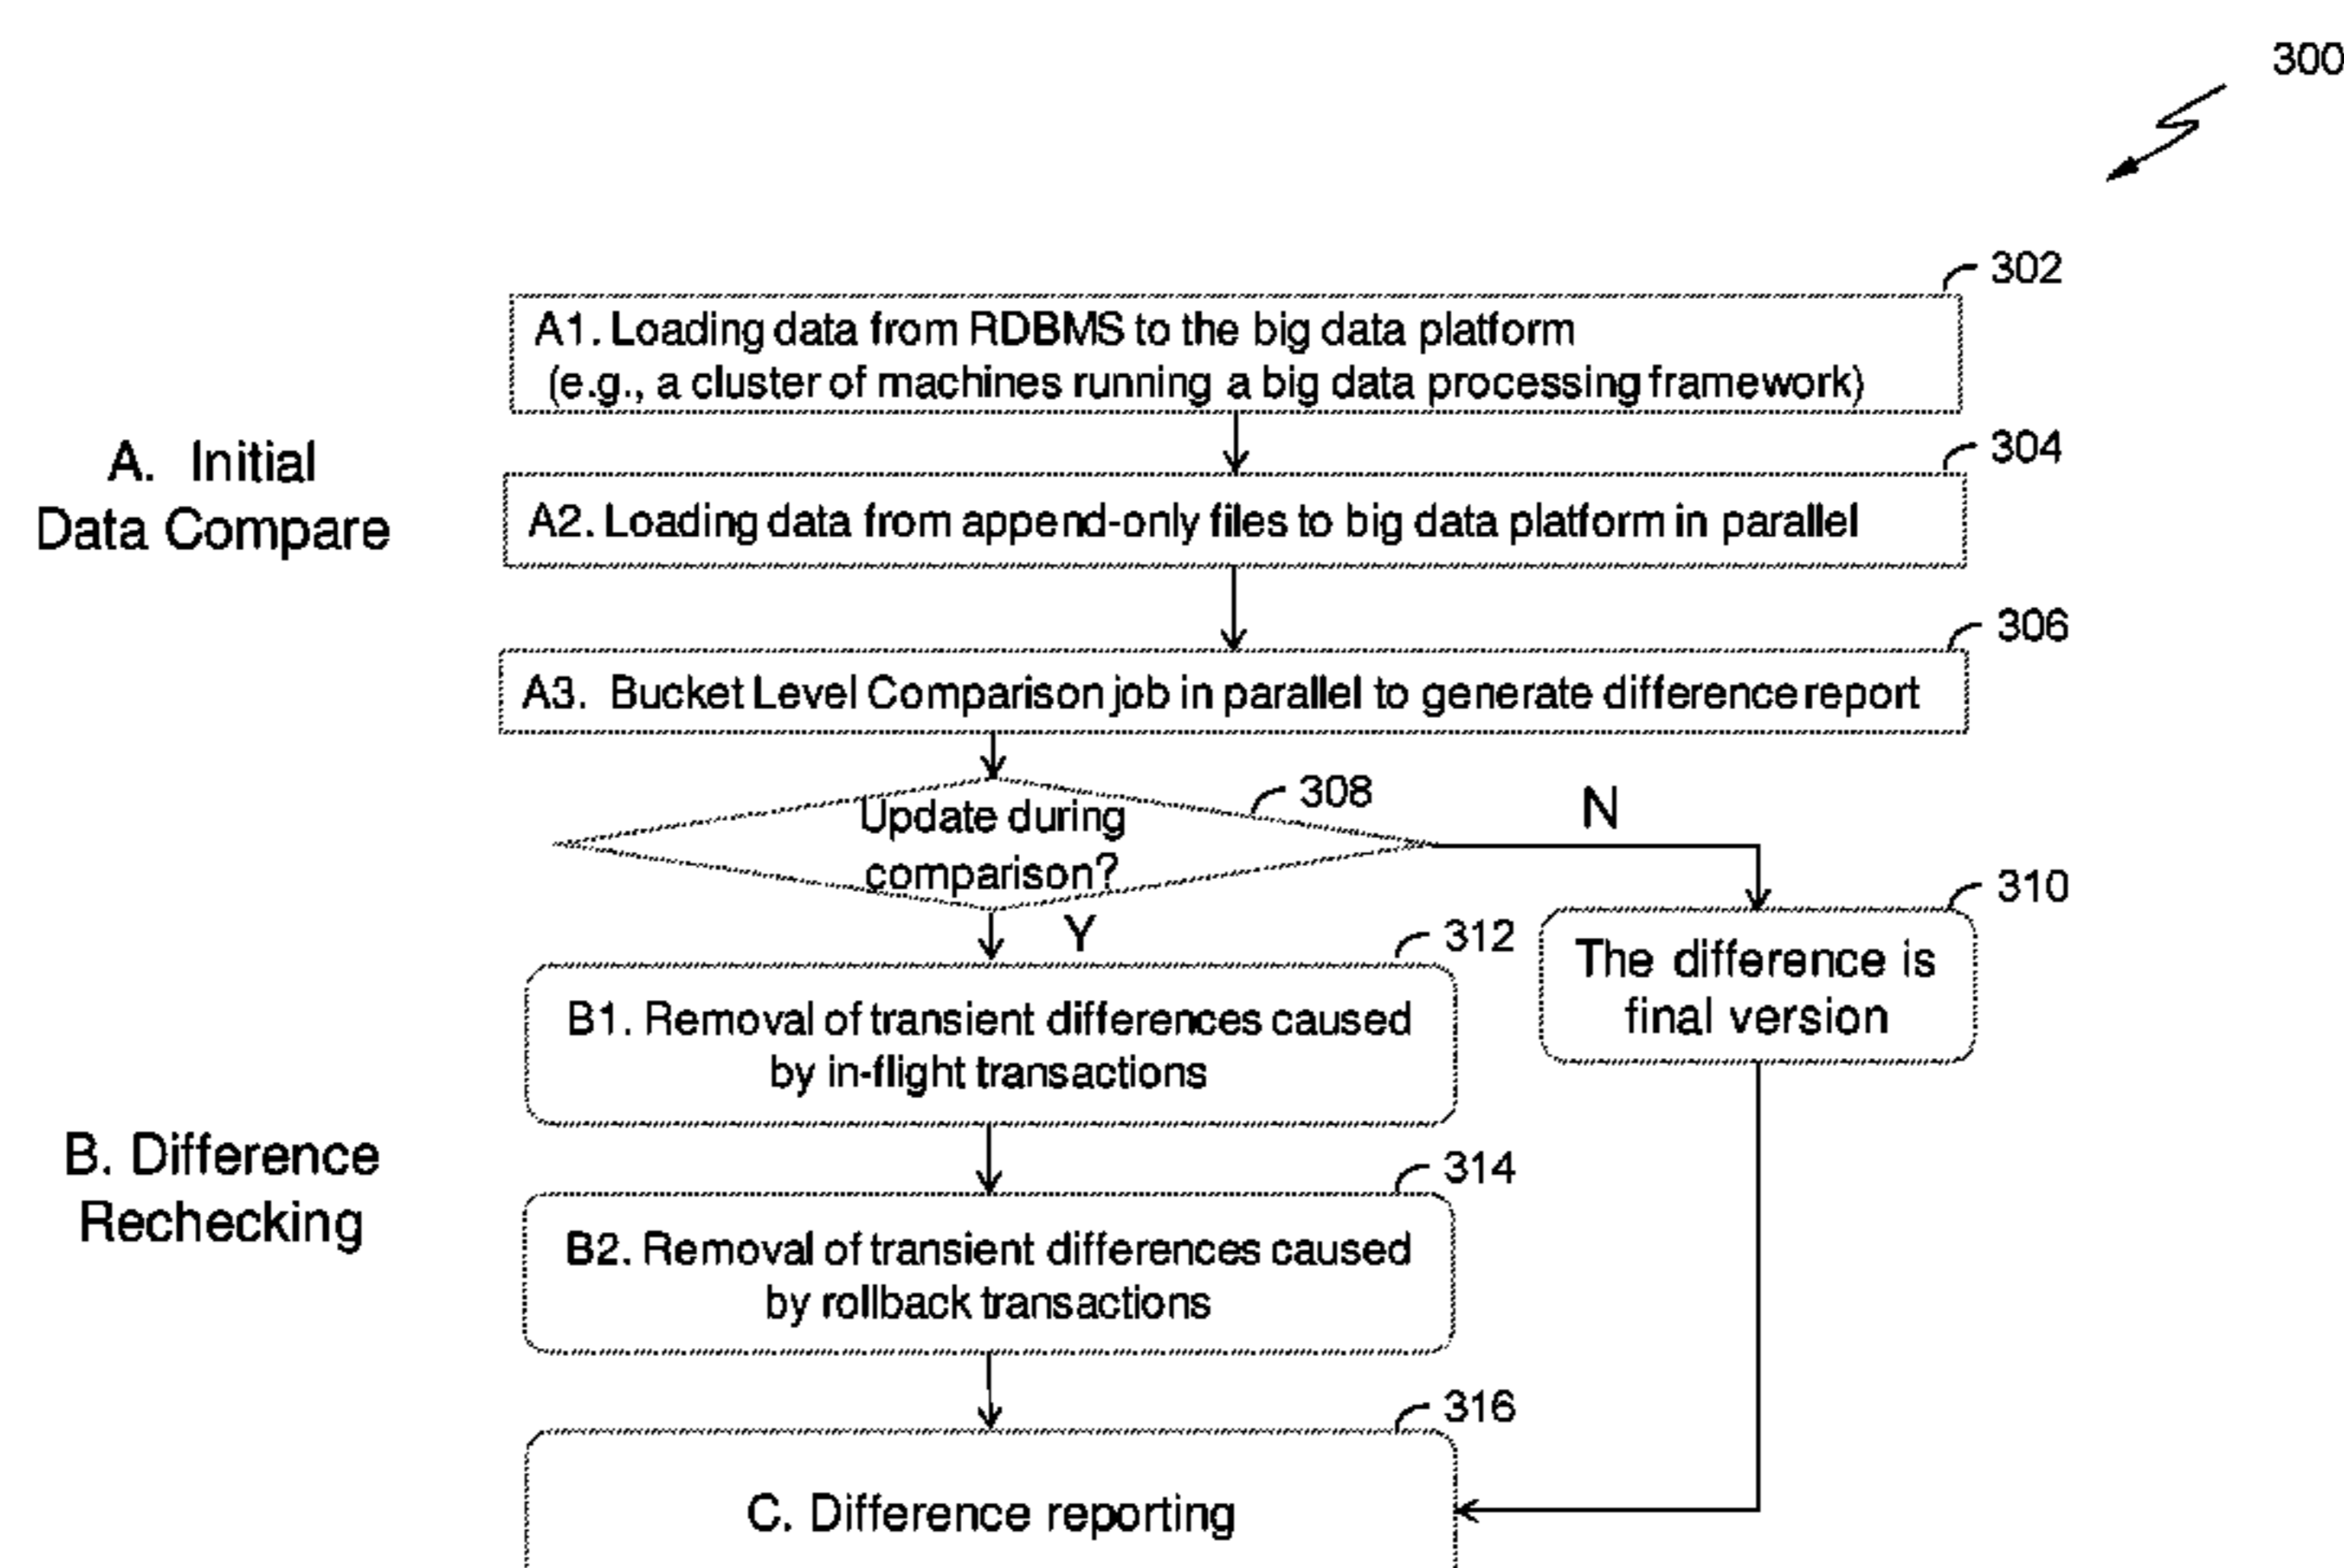 300
302
A1. Loading data from RDBMS to the big data platform
(e.g., a cluster of machines running a big data processing framework)
304
A. Initial
Data Compare
A2. Loading data from append-only files to big data platform in parallel
306
A3. Bucket Level Comparison job in parallel to generate difference report
308
N
Update during
comparison?
310
Y
312
The difference is
final version
B1. Removal of transient differences caused
by in-flight transactions
B. Difference
Rechecking
314
B2. Removal of transient differences caused
by rollback transactions
316
C. Difference reporting